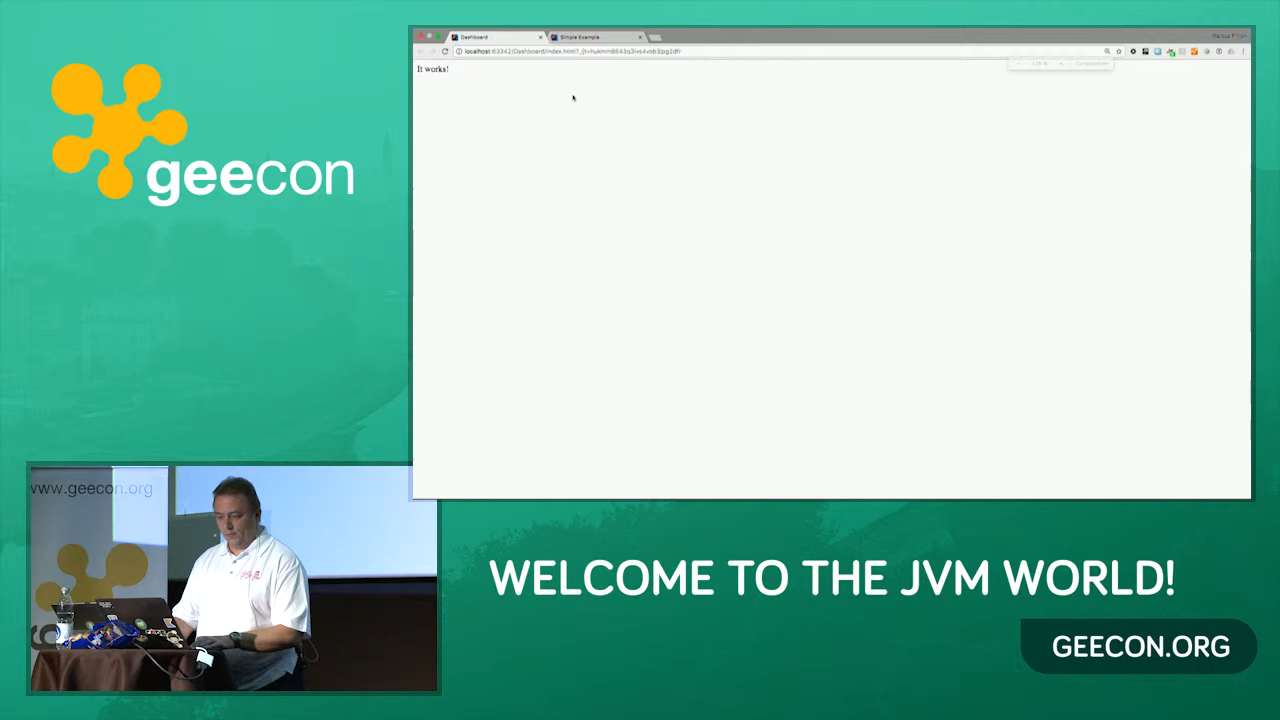 geecon
Dashboard
Simple Example
It works!
www.geecon.org
WELCOME TO THE JVM WORLD!
GEECON.ORG